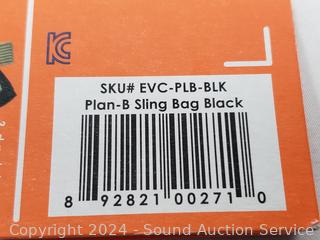 SKU# EVC-PLB-BLK
Plan-B Sling Bag Black
8 92821 00271 0
Copyright 2024 - Sound Auction Service